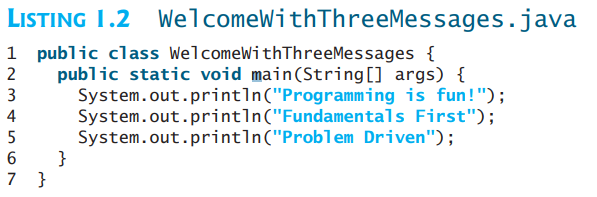 LISTING 1.2 WelcomeWithThreeMessages.java
1 public class WelcomeWithThreeMessages {
2   public static void main(String[] args) {
3     System.out.println("Programming is fun!");
4     System.out.println("Fundamentals First");
5     System.out.println("Problem Driven");
6   }
7 }